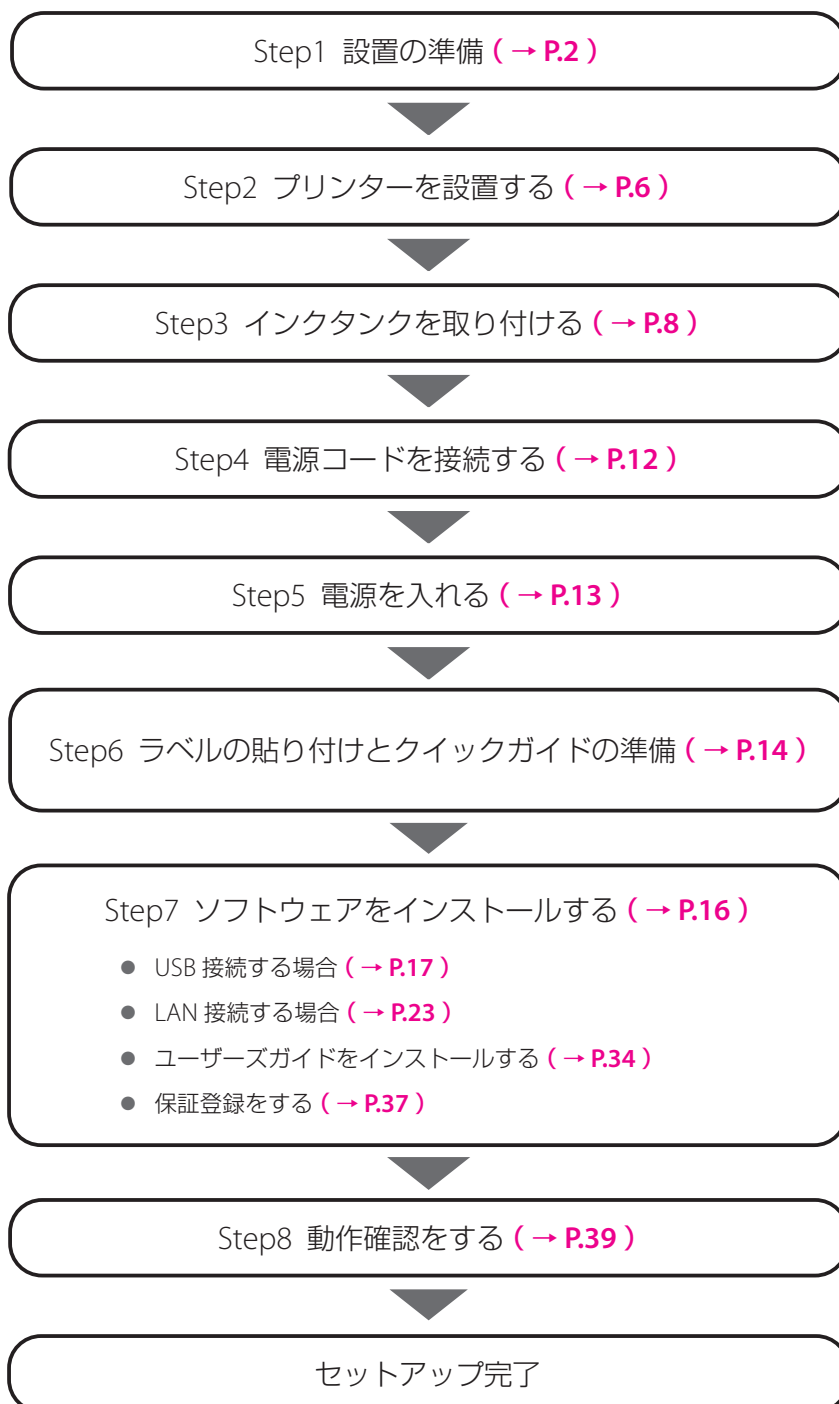 Step1 設置の準備 ( → P.2 )
Step2 プリンターを設置する ( → P.6 )
Step3 インクタンクを取り付ける ( → P.8 )
Step4 電源コードを接続する ( → P.12 )
Step5 電源を入れる ( → P.13 )
Step6 ラベルの貼り付けとクイックガイドの準備 ( → P.14 )
Step7 ソフトウェアをインストールする ( → P.16 )
● USB 接続する場合 ( → P.17 )
● LAN 接続する場合 ( → P.23 )
● ユーザーズガイドをインストールする ( → P.34 )
● 保証登録をする ( → P.37 )
Step8 動作確認をする ( → P.39 )
セットアップ完了